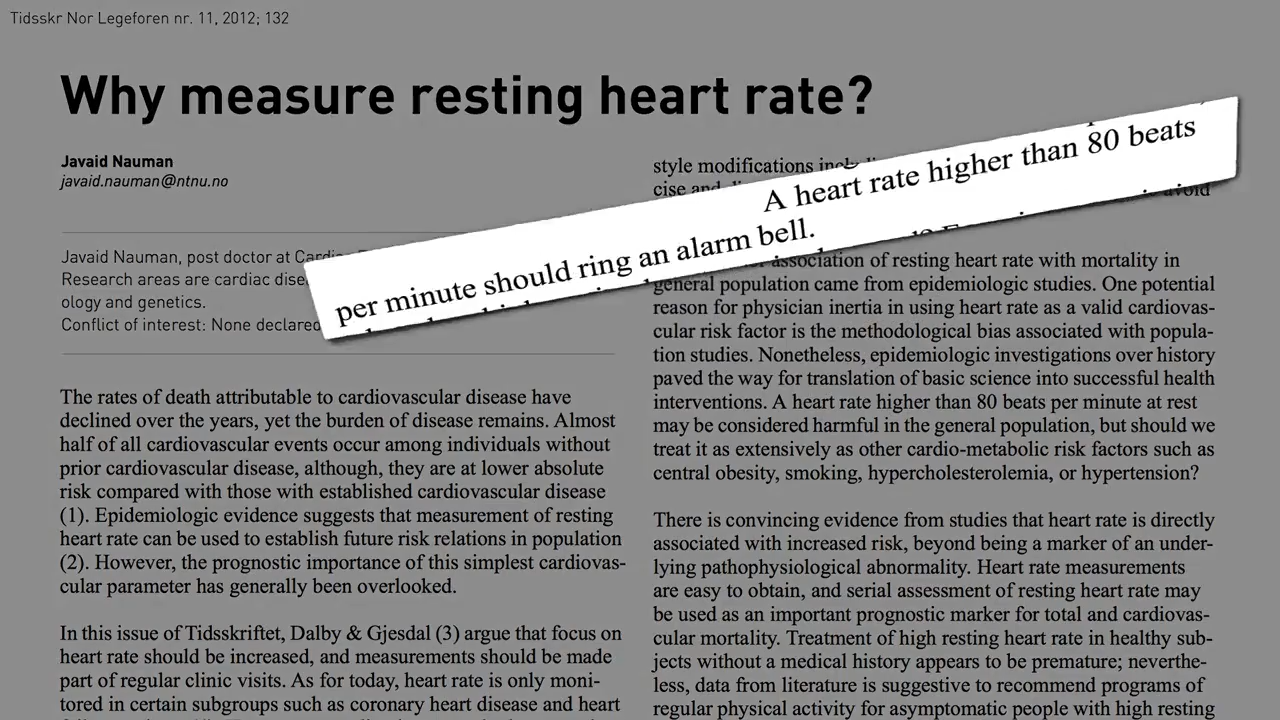 Tidsskr Nor Legeforen nr. 11, 2012; 132
Why measure resting heart rate?
Javaid Nauman
javaid.nauman@ntnu.no
Javaid Nauman, post doctor at
Research areas are cardiac
ology and genetics.
Conflict of interest: None declared
The rates of death attributable to cardiovascular disease have
declined over the years, yet the burden of disease remains. Almost
half of all cardiovascular events occur among individuals without
prior cardiovascular disease, although, they are at lower absolute
risk compared with those with established cardiovascular disease
(1). Epidemiologic evidence suggests that measurement of resting
heart rate can be used to establish future risk relations in population
(2). However, the prognostic importance of this simplest cardiovas-
cular parameter has generally been overlooked.
In this issue of Tidsskriftet, Dalby & Gjesdal (3) argue that focus on
heart rate should be increased, and measurements should be made
part of regular clinic visits. As for today, heart rate is only moni-
tored in certain subgroups such as coronary heart disease and heart
A heart rate higher than 80 beats
per minute should ring an alarm bell.
style modifications
cise and
avoid
association of resting heart rate with mortality in
general population came from epidemiologic studies. One potential
reason for physician inertia in using heart rate as a valid cardiovas-
cular risk factor is the methodological bias associated with popula-
tion studies. Nonetheless, epidemiologic investigations over history
paved the way for translation of basic science into successful health
interventions. A heart rate higher than 80 beats per minute at rest
may be considered harmful in the general population, but should we
treat it as extensively as other cardio-metabolic risk factors such as
central obesity, smoking, hypercholesterolemia, or hypertension?
There is convincing evidence from studies that heart rate is directly
associated with increased risk, beyond being a marker of an under-
lying pathophysiological abnormality. Heart rate measurements
are easy to obtain, and serial assessment of resting heart rate may
be used as an important prognostic marker for total and cardiovas-
cular mortality. Treatment of high resting heart rate in healthy sub-
jects without a medical history appears to be premature; neverthe-
less, data from literature is suggestive to recommend programs of
regular physical activity for asymptomatic people with high resting